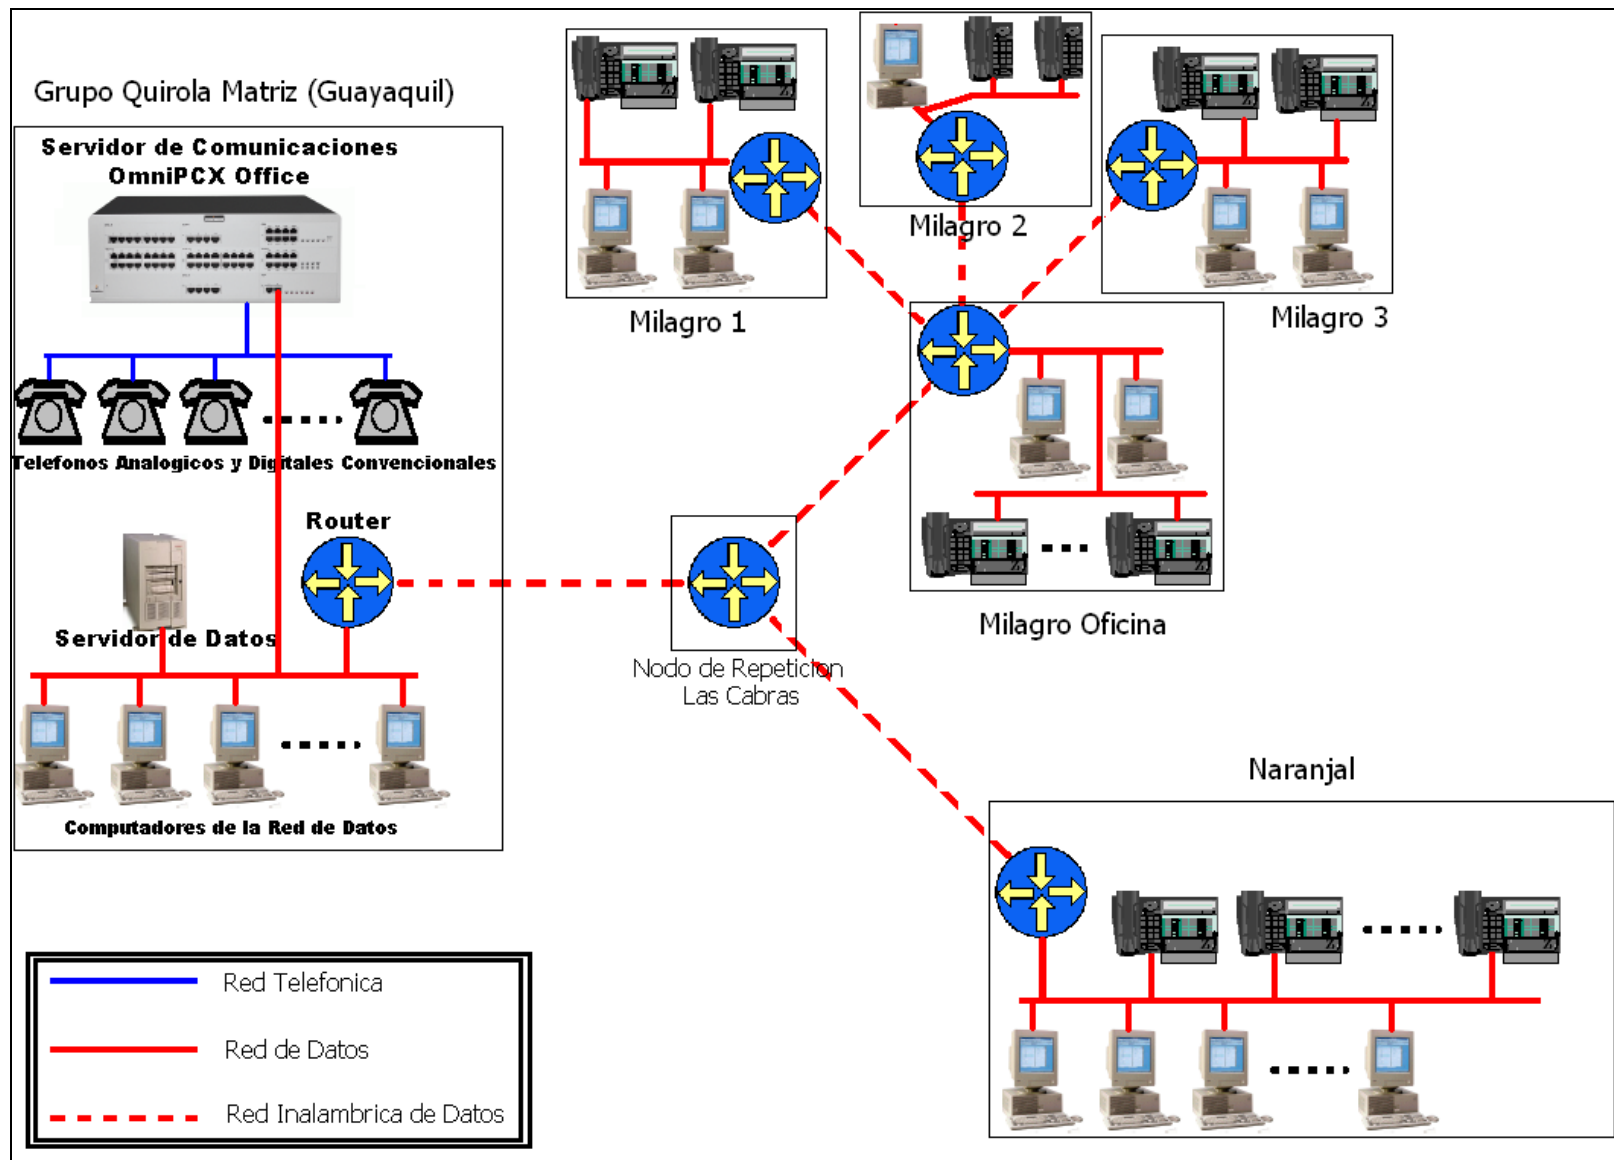 Grupo Quirola Matriz (Guayaquil)
Servidor de Comunicaciones
OmniPCX Office
Telefonos Analogicos y Digitales Convencionales
Router
Servidor de Datos
Computadores de la Red de Datos
Milagro 1
Milagro 2
Milagro 3
Milagro Oficina
Nodo de Repeticion
Las Cabras
Naranjal
Red Telefonica
Red de Datos
Red Inalambrica de Datos